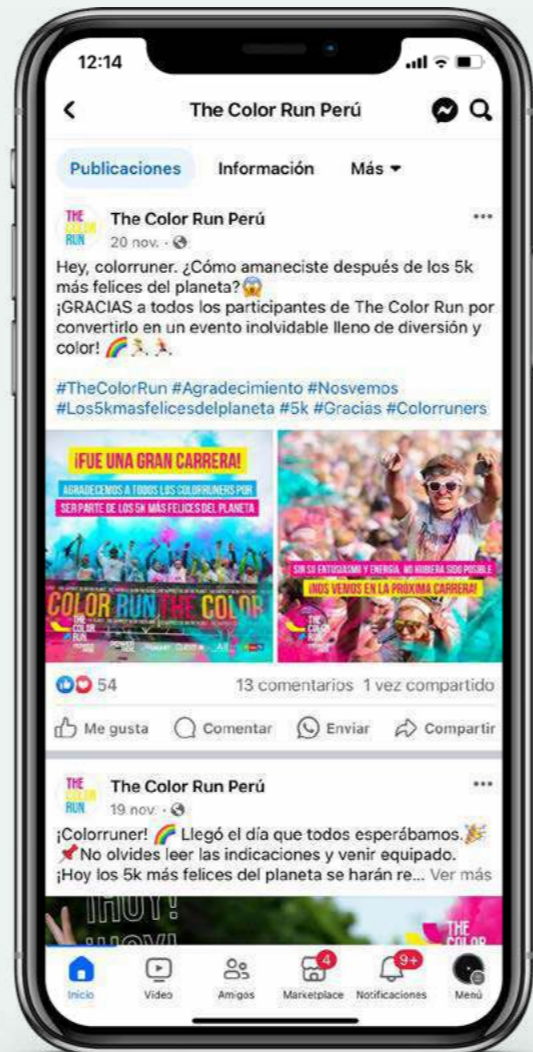 12:14
The Color Run Perú
Publicaciones Información Más
THE COLOR RUN
The Color Run Perú
20 nov.
Hey, colorruner. ¿Cómo amaneciste después de los 5k
más felices del planeta?😱
¡GRACIAS a todos los participantes de The Color Run por
convertirlo en un evento inolvidable lleno de diversión y
color! 🌈🏃🏃
#TheColorRun #Agradecimiento #Nosvemos
#Los5kmasfelicesdelplaneta #5k #Gracias #Colorruners
¡FUE UNA GRAN CARRERA!
AGRADECEMOS A TODOS LOS COLORRUNERS POR
SER PARTE DE LOS 5K MÁS FELICES DEL PLANETA
COLOR RUN THE COLOR
THE
COLOR
RUN
SIN SU ENTUSIASMO Y ENERGÍA, NO HUBIERA SIDO POSIBLE
¡NOS VEMOS EN LA PRÓXIMA CARRERA!
THE
COLOR
RUN
54 13 comentarios 1 vez compartido
Me gusta Comentar Enviar Compartir
THE COLOR RUN
The Color Run Perú
19 nov.
¡Colorruner! 🌈 Llegó el día que todos esperábamos.🎉
📌No olvides leer las indicaciones y venir equipado.
¡Hoy los 5k más felices del planeta se harán re... Ver más
¡HOY!
¡HOY!
THE
COLOR
4 9+
Inicio Video Amigos Marketplace Notificaciones Menú